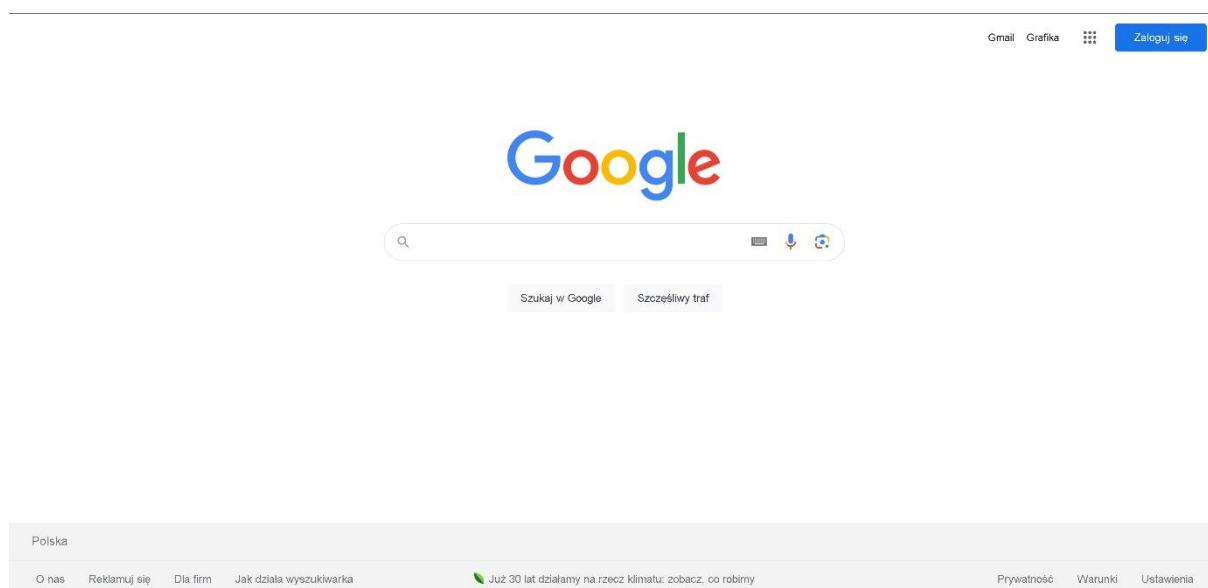 Gmail Grafika Zaloguj się
Google
Szukaj w Google Szczęśliwy traf
Polska
O nas Reklamuj się Dla firm Jak działa wyszukiwarka Już 30 lat działamy na rzecz klimatu: zobacz, co robimy Prywatność Warunki Ustawienia